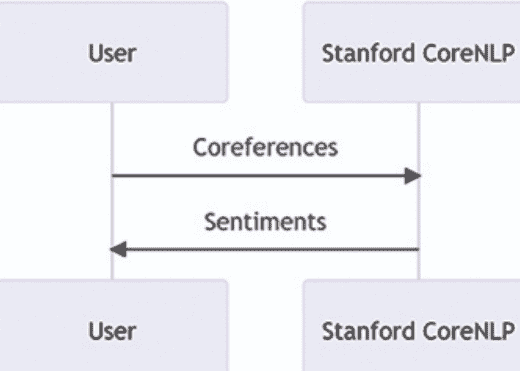 User
Stanford CoreNLP
Coreferences
Sentiments
User
Stanford CoreNLP